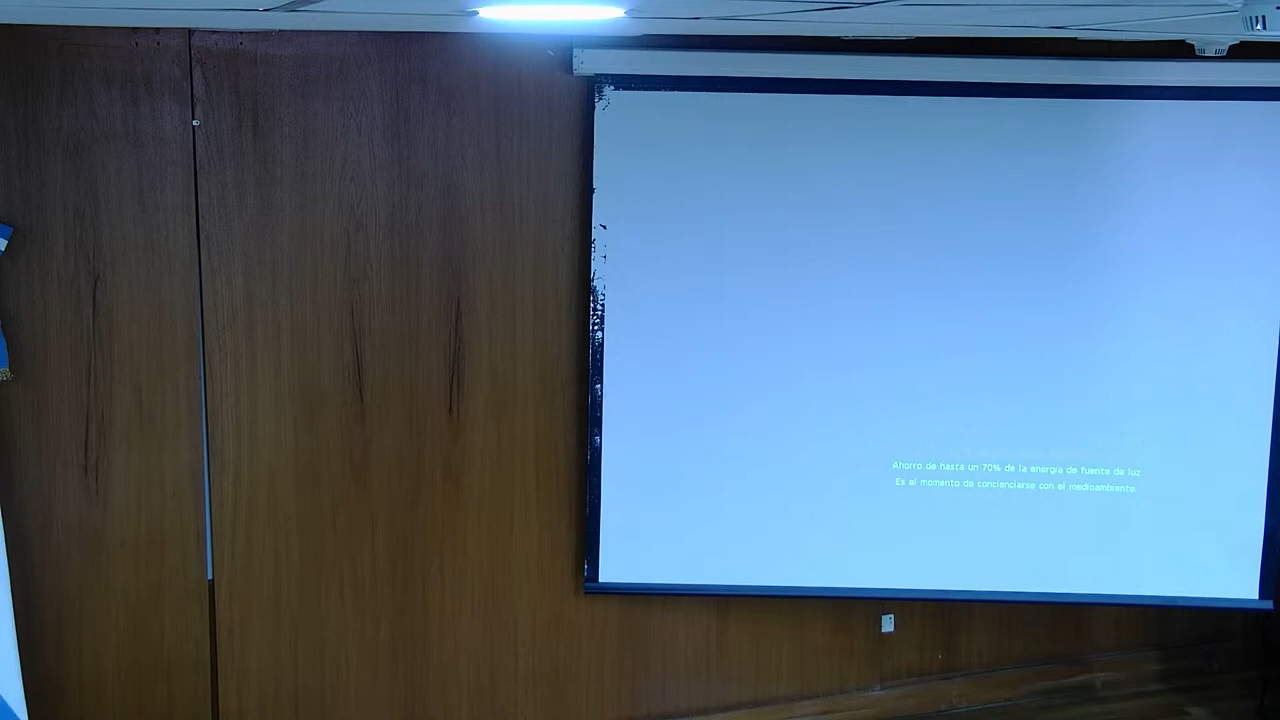 Ahorro de hasta un 70% de la energía de fuente de luz
Es el momento de concienciarse con el medioambiente.